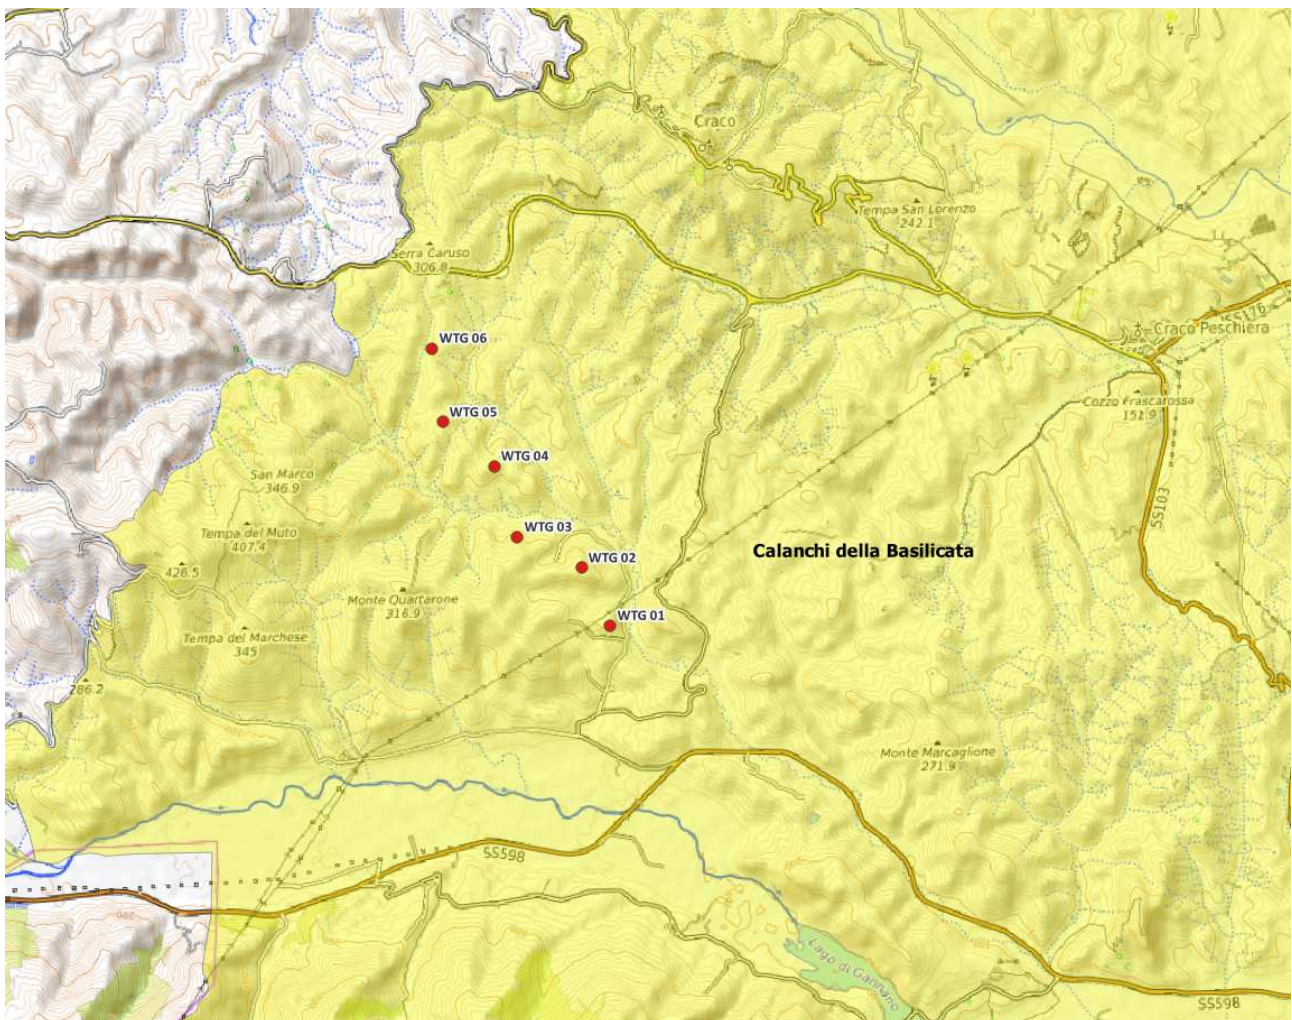 Craco
Tempa San Lorenzo
242.1
Serra Caruso
306.8
SS176
Craco Peschiera
WTG 06
Cozzo Frascarossa
151.9
WTG 05
WTG 04
San Marco
346.9
SS103
Tempa del Muto
407.4
WTG 03
Calanchi della Basilicata
WTG 02
426.5
Monte Quartarone
316.9
WTG 01
Tempa del Marchese
345
286.2
Monte Marcaglione
271.9
SS598
Lago di Gannano
SS598